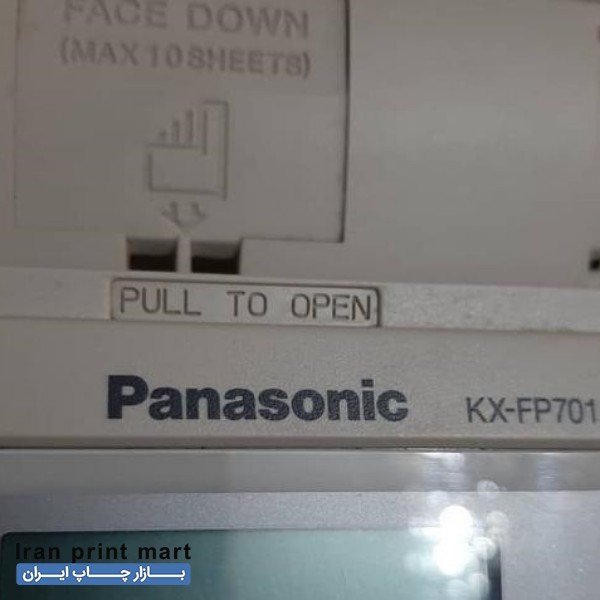 FACE DOWN
(MAX 10 SHEETS)
PULL TO OPEN
Panasonic KX-FP701
Iran print mart
بازار چاپ ایران